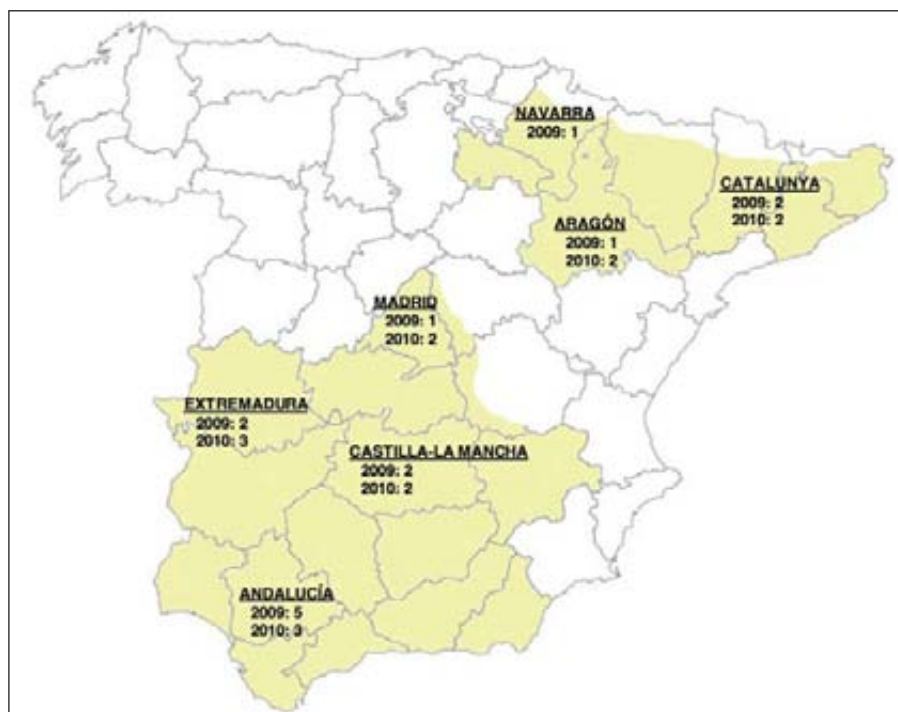 NAVARRA
2009: 1
CATALUNYA
2009: 2
2010: 2
ARAGÓN
2009: 1
2010: 2
MADRID
2009: 1
2010: 2
EXTREMADURA
2009: 2
2010: 3
CASTILLA-LA MANCHA
2009: 2
2010: 2
ANDALUCÍA
2009: 5
2010: 3